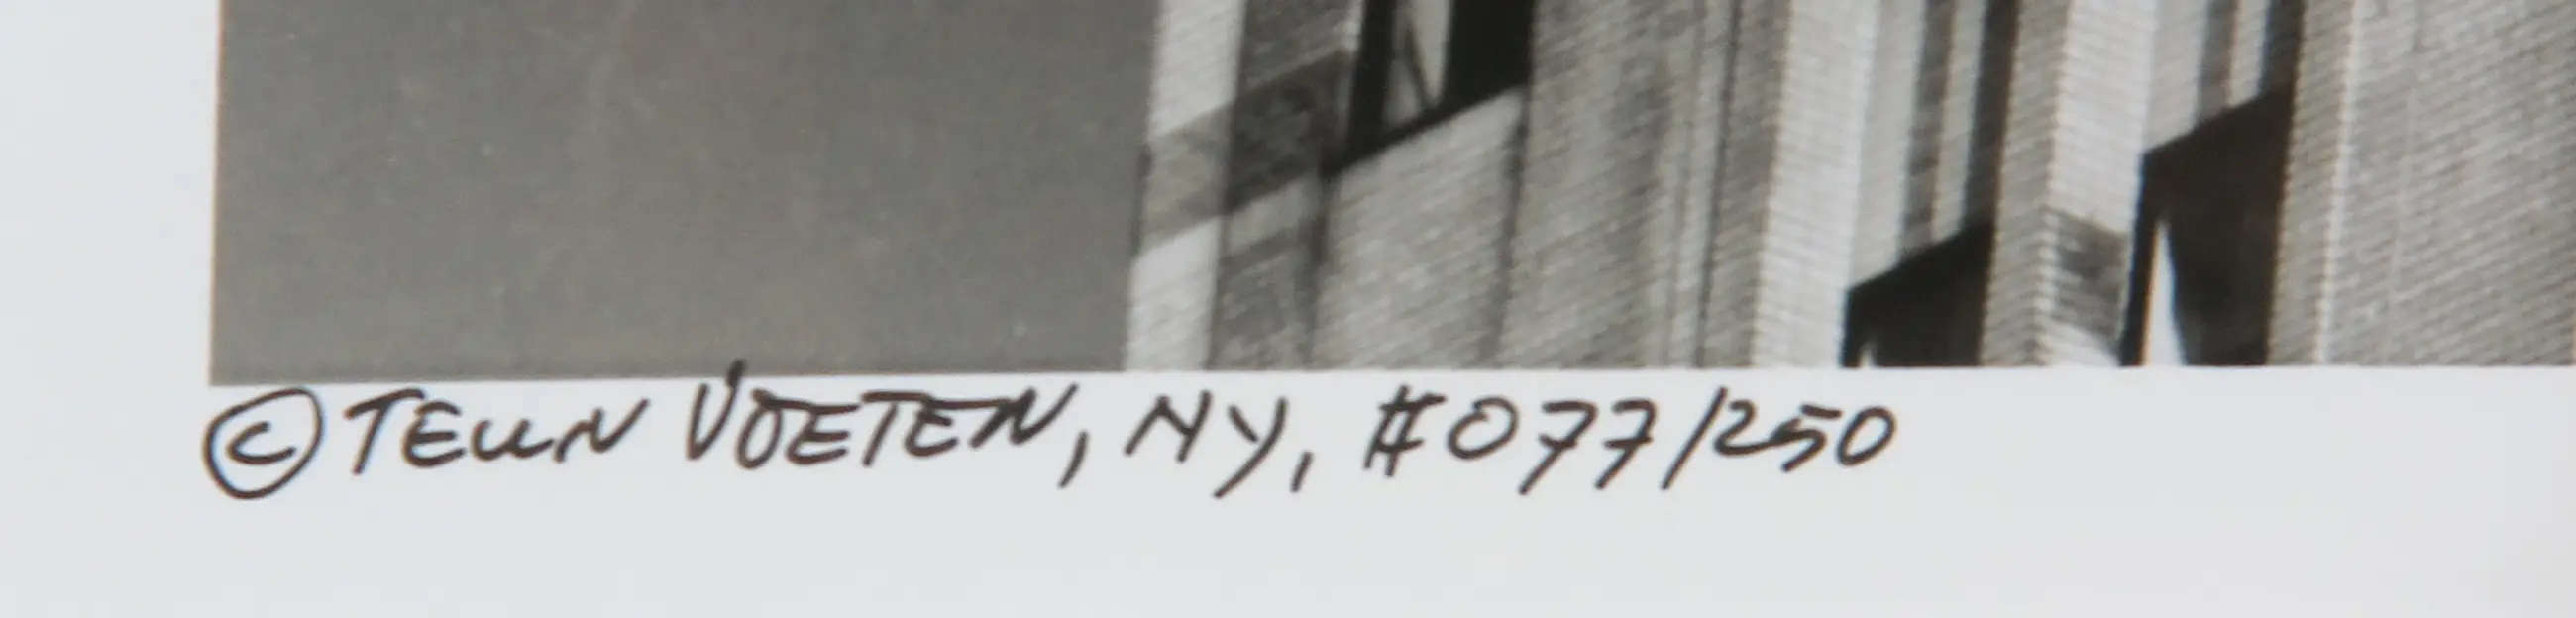 © TEUN VOETEN, NY, #077/250